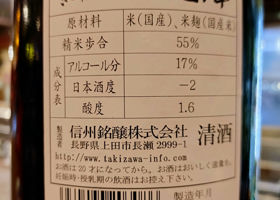 原材料 米(国産)、米麹(国産米)
精米歩合 55%
成分表
アルコール分 17%
日本酒度 −2
酸度 1.6
製造者 信州銘醸株式会社 清酒
長野県上田市長瀬 2999-1
http://www.takizawa-info.com
お酒は20才になってから。お酒はおいしく適量を。
妊娠時・授乳期の飲酒はお控え下さい。
製造年月